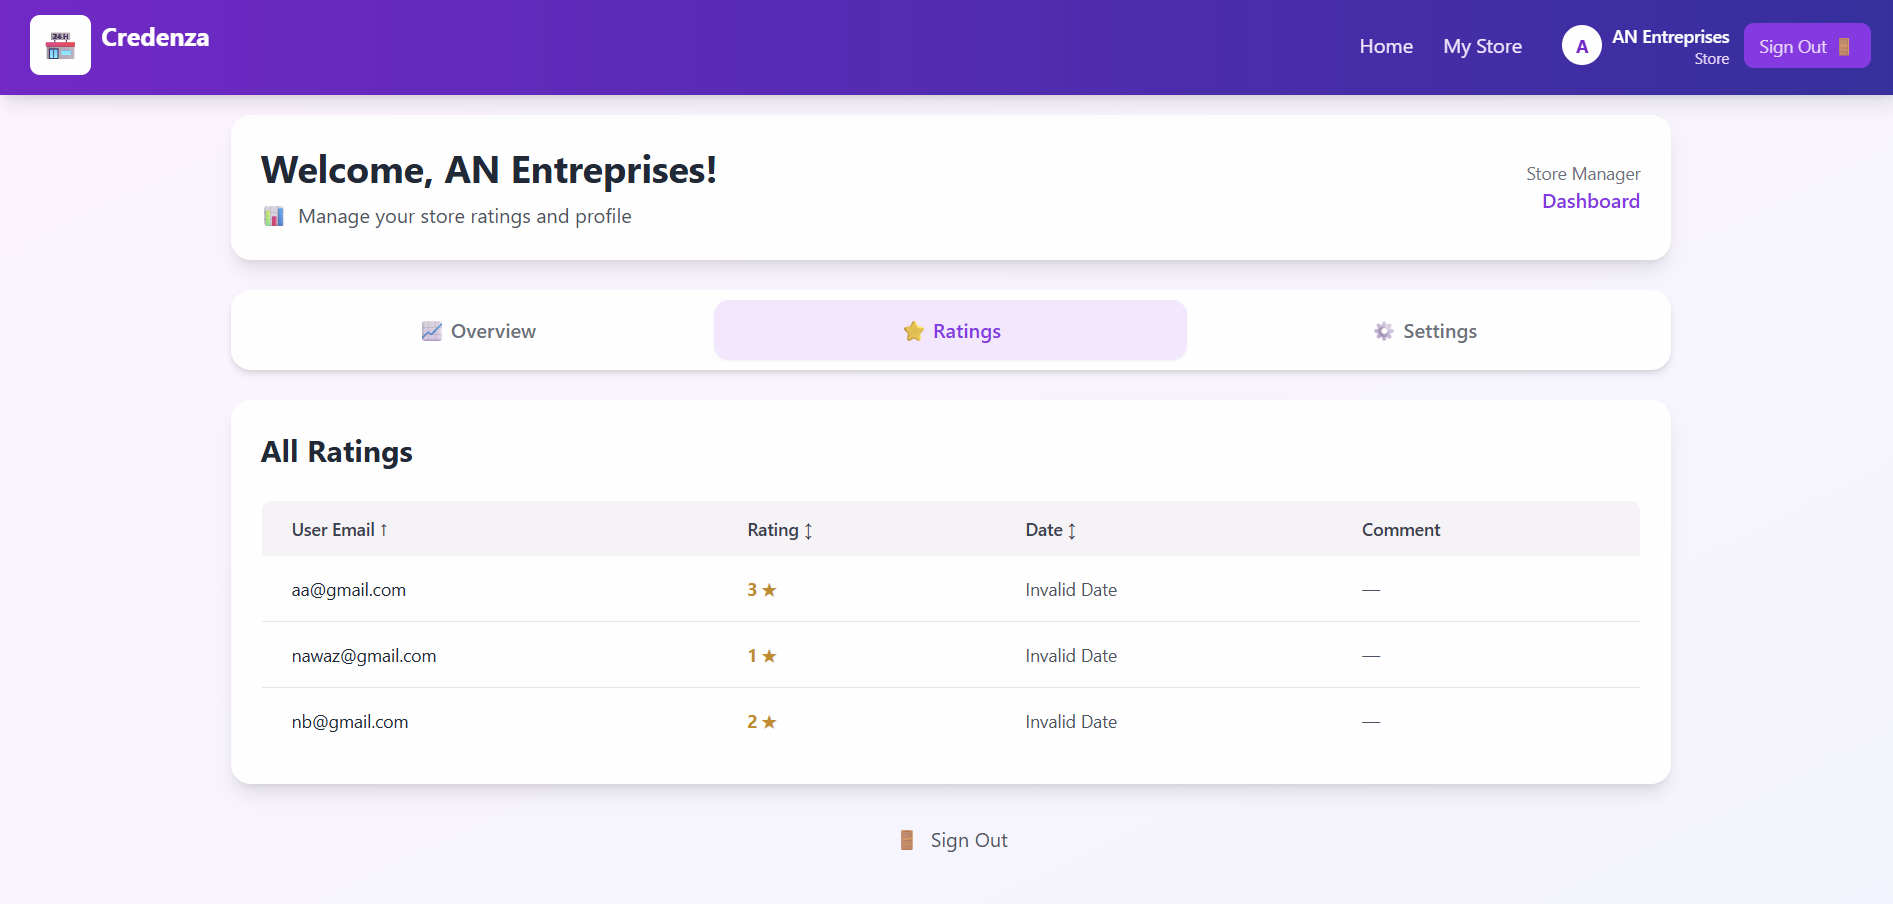 24H
Credenza
Home
My Store
A
AN Entreprises
Store
Sign Out
Welcome, AN Entreprises!
Manage your store ratings and profile
Store Manager
Dashboard
Overview
Ratings
Settings
All Ratings
User Email ↑ Rating ↕ Date ↕ Comment
aa@gmail.com 3 ★ Invalid Date —
nawaz@gmail.com 1 ★ Invalid Date —
nb@gmail.com 2 ★ Invalid Date —
Sign Out